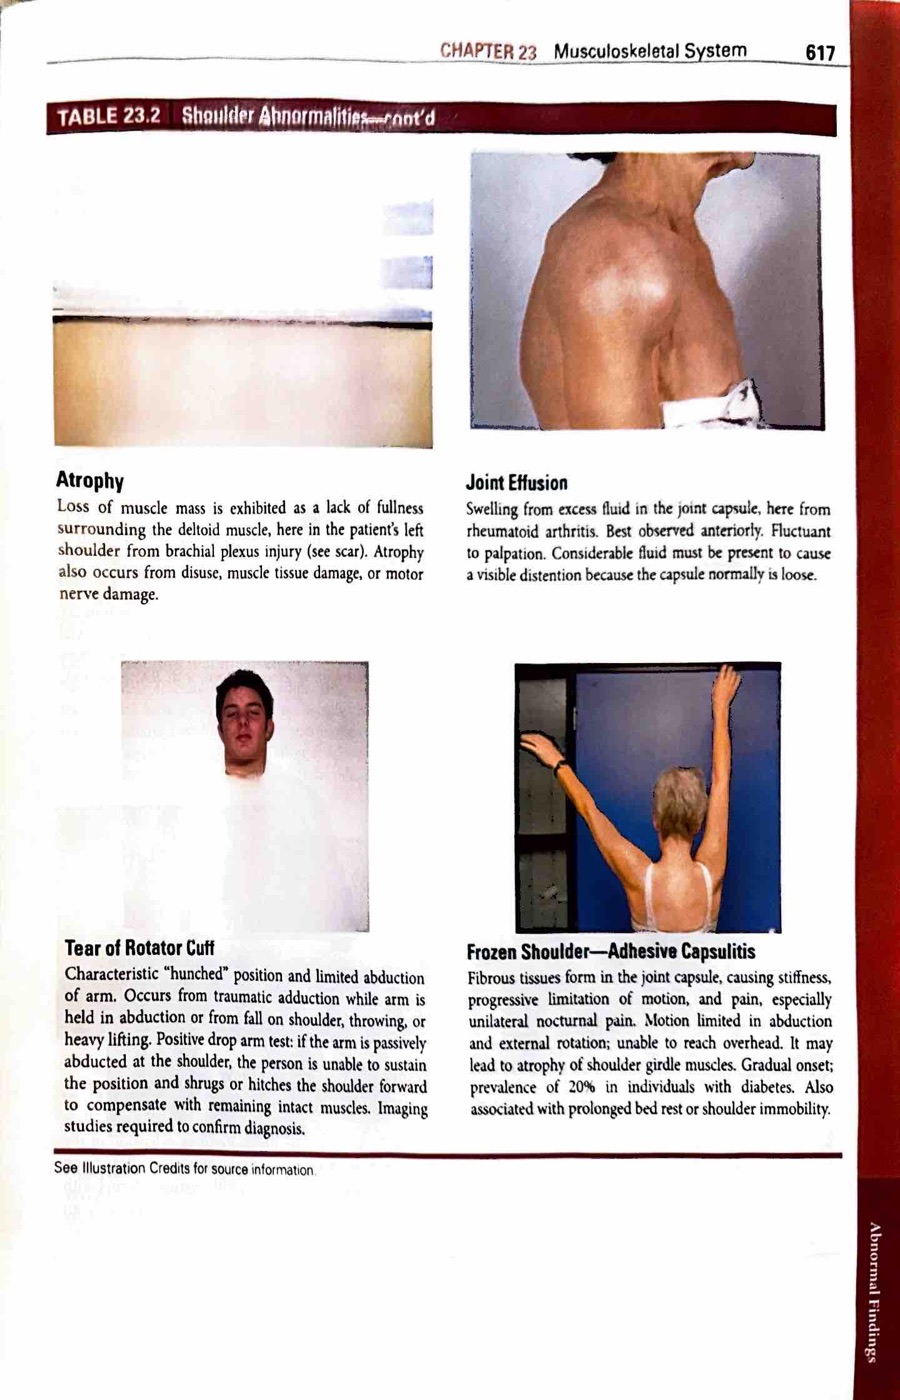 CHAPTER 23 Musculoskeletal System 617
TABLE 23.2 Shoulder Abnormalities—cont'd
Atrophy
Loss of muscle mass is exhibited as a lack of fullness
surrounding the deltoid muscle, here in the patient's left
shoulder from brachial plexus injury (see scar). Atrophy
also occurs from disuse, muscle tissue damage, or motor
nerve damage.
Joint Effusion
Swelling from excess fluid in the joint capsule, here from
rheumatoid arthritis. Best observed anteriorly. Fluctuant
to palpation. Considerable fluid must be present to cause
a visible distention because the capsule normally is loose.
Tear of Rotator Cuff
Characteristic “hunched” position and limited abduction
of arm. Occurs from traumatic adduction while arm is
held in abduction or from fall on shoulder, throwing, or
heavy lifting. Positive drop arm test: if the arm is passively
abducted at the shoulder, the person is unable to sustain
the position and shrugs or hitches the shoulder forward
to compensate with remaining intact muscles. Imaging
studies required to confirm diagnosis.
Frozen Shoulder—Adhesive Capsulitis
Fibrous tissues form in the joint capsule, causing stiffness,
progressive limitation of motion, and pain, especially
unilateral nocturnal pain. Motion limited in abduction
and external rotation; unable to reach overhead. It may
lead to atrophy of shoulder girdle muscles. Gradual onset;
prevalence of 20% in individuals with diabetes. Also
associated with prolonged bed rest or shoulder immobility.
See Illustration Credits for source information.
Abnormal Findings